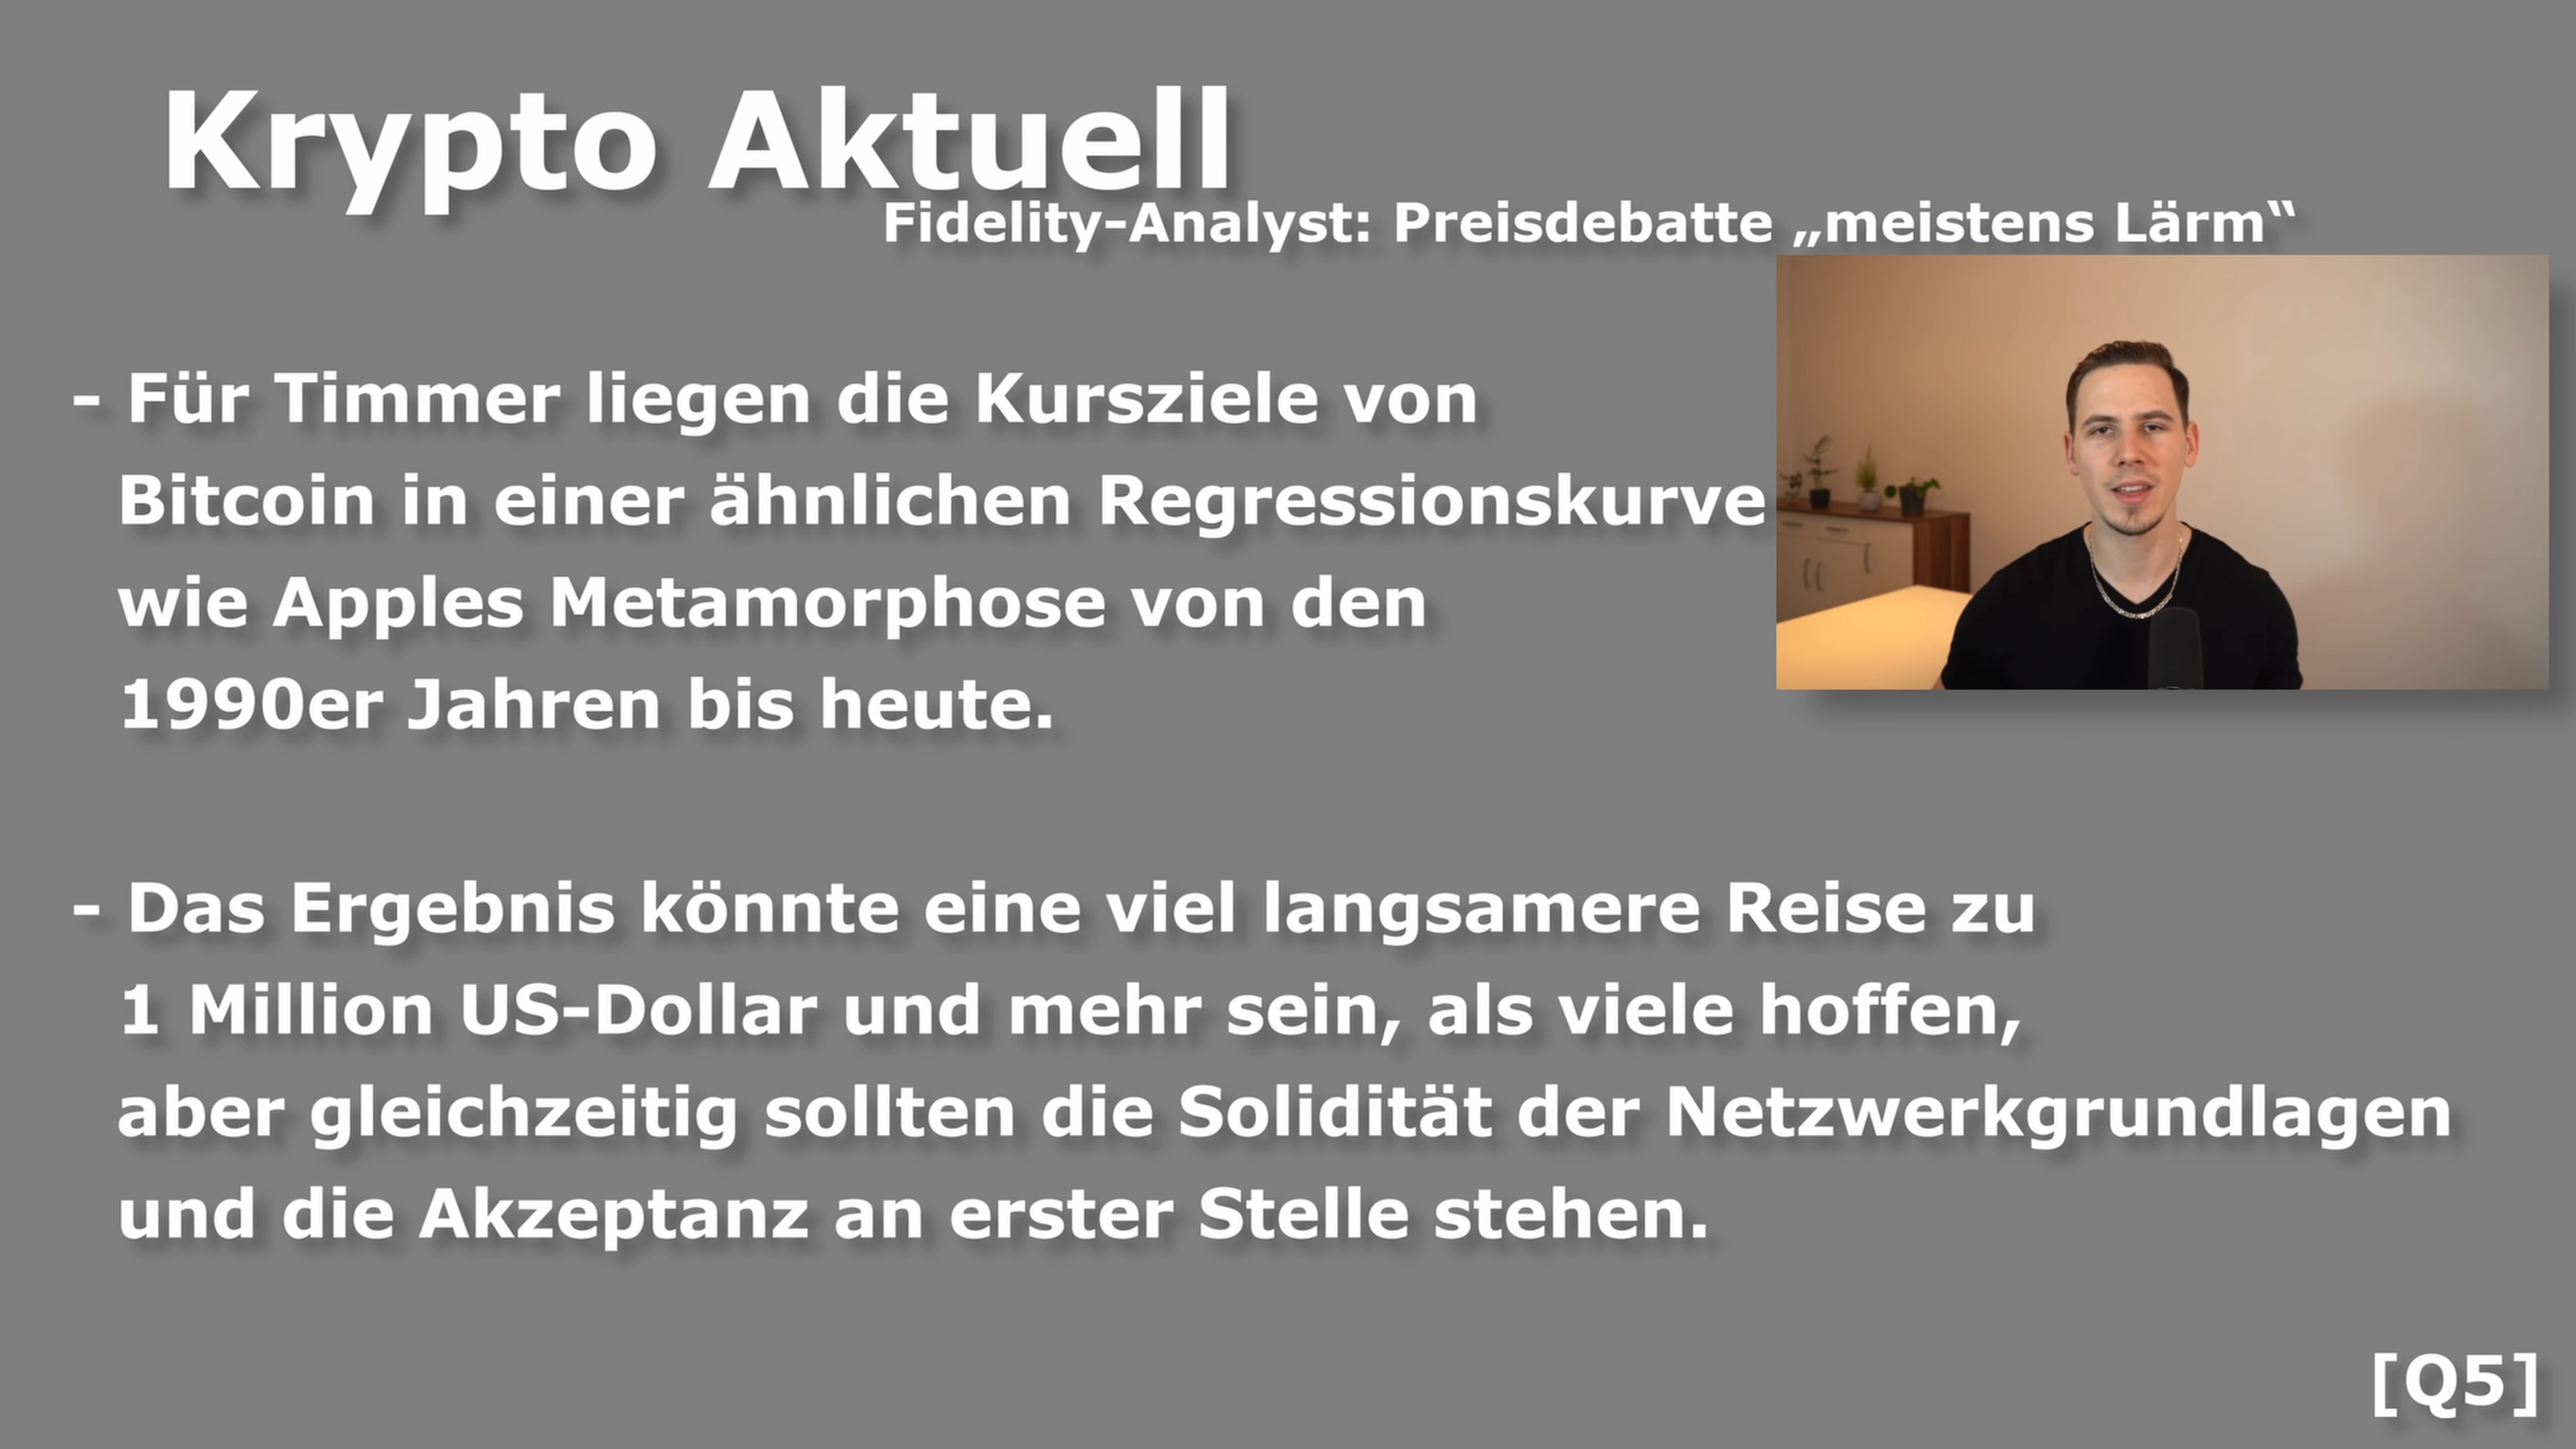 Krypto Aktuell
Fidelity-Analyst: Preisdebatte „meistens Lärm“
- Für Timmer liegen die Kursziele von
Bitcoin in einer ähnlichen Regressionskurve
wie Apples Metamorphose von den
1990er Jahren bis heute.
- Das Ergebnis könnte eine viel langsamere Reise zu
1 Million US-Dollar und mehr sein, als viele hoffen,
aber gleichzeitig sollten die Solidität der Netzwerkgrundlagen
und die Akzeptanz an erster Stelle stehen.
[Q5]